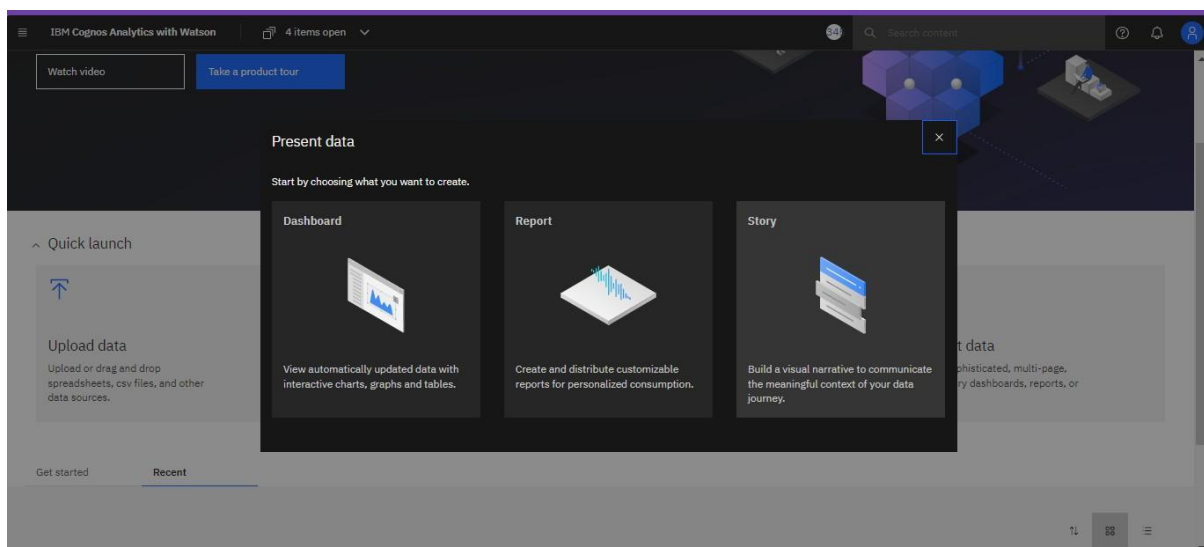 IBM Cognos Analytics with Watson
4 items open
34
Search content
Watch video
Take a product tour
Present data
Start by choosing what you want to create.
Dashboard
View automatically updated data with
interactive charts, graphs and tables.
Report
Create and distribute customizable
reports for personalized consumption.
Story
Build a visual narrative to communicate
the meaningful context of your data
journey.
Quick launch
Upload data
Upload or drag and drop
spreadsheets, csv files, and other
data sources.
t data
phisticated, multi-page,
ry dashboards, reports, or
Get started
Recent